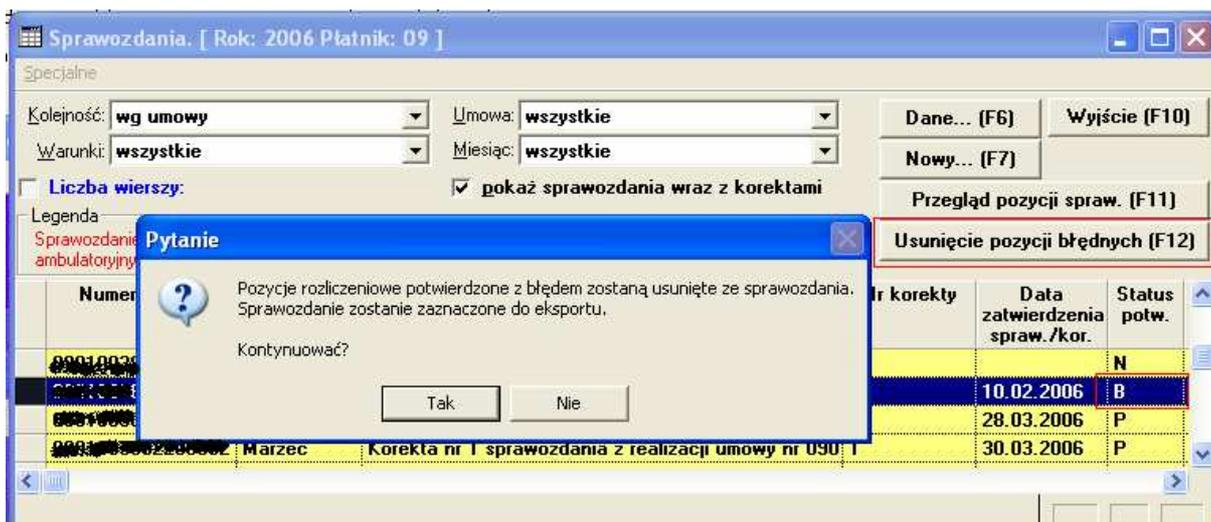 Sprawozdania. [ Rok: 2006 Płatnik: 09 ]
Specjalne
Kolejność: wg umowy Umowa: wszystkie Dane... (F6) Wyjście (F10)
Warunki: wszystkie Miesiąc: wszystkie Nowy... (F7)
Liczba wierszy: pokaż sprawozdania wraz z korektami
Przegląd pozycji spraw. (F11)
Legenda
Usunięcie pozycji błędnych (F12)
Sprawozdanie
ambulatoryjny
Pytanie
Pozycje rozliczeniowe potwierdzone z błędem zostaną usunięte ze sprawozdania.
Sprawozdanie zostanie zaznaczone do eksportu.
Kontynuować?
Tak Nie
Numer korekty Data zatwierdzenia spraw./kor. Status potw.
N
10.02.2006 B
28.03.2006 P
Marzec Korekta nr 1 sprawozdania z realizacji umowy nr 090 1 30.03.2006 P